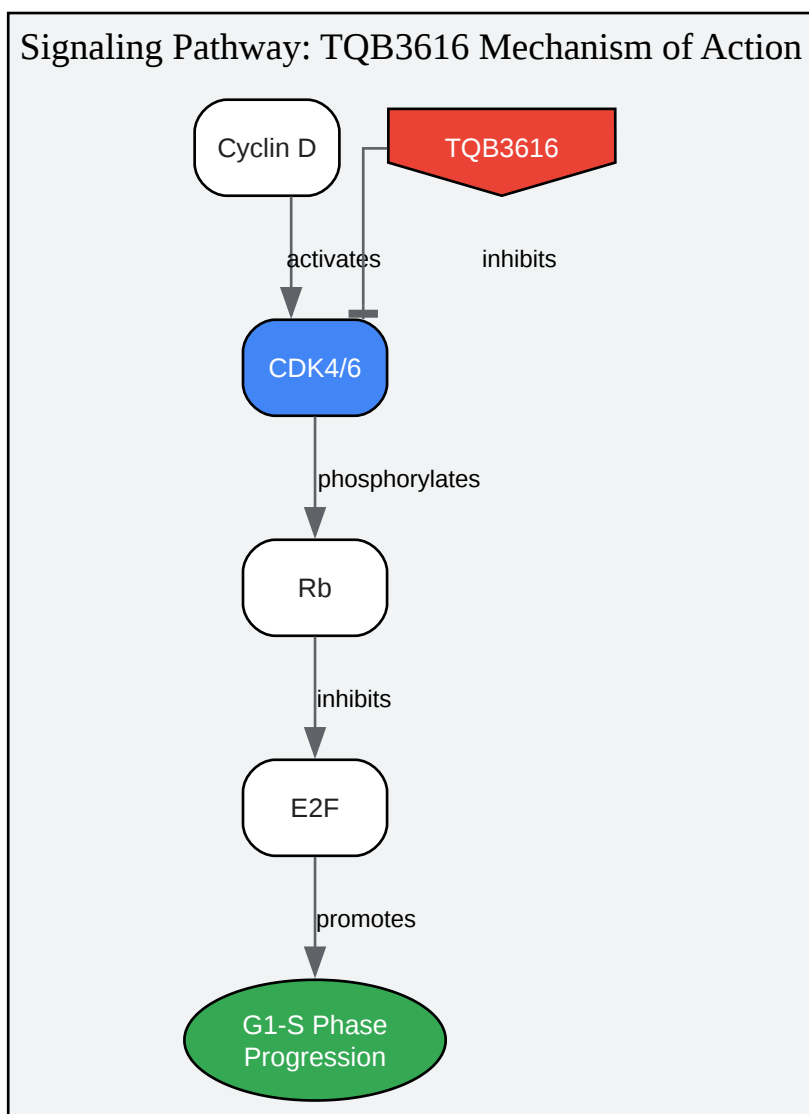 Signaling Pathway: TQB3616 Mechanism of Action
Cyclin D
TQB3616
activates
inhibits
CDK4/6
phosphorylates
Rb
inhibits
E2F
promotes
G1-S Phase
Progression